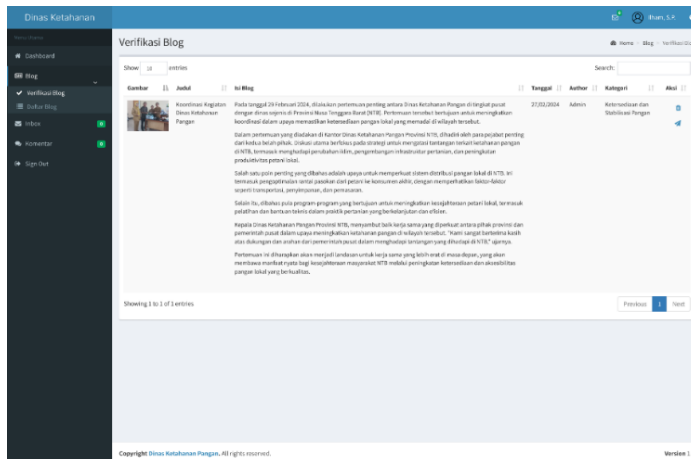 Dinas Ketahanan
Ilham, S.P.
Menu Utama
Dashboard
Blog
Verifikasi Blog
Daftar Blog
Inbox
Komentar
Sign Out
Verifikasi Blog
Home Blog Verifikasi Blo
Show 10 entries
Search:
Gambar Judul Isi Blog Tanggal Author Kategori Aksi
Koordinasi Kegiatan
Dinas Ketahanan
Pangan
Pada tanggal 29 Februari 2024, dilakukan pertemuan penting antara Dinas Ketahanan Pangan di tingkat pusat
dengan dinas sejenis di Provinsi Nusa Tenggara Barat (NTB). Pertemuan tersebut bertujuan untuk meningkatkan
koordinasi dalam upaya memastikan ketersediaan pangan lokal yang memadai di wilayah tersebut.
Dalam pertemuan yang diadakan di Kantor Dinas Ketahanan Pangan Provinsi NTB, dihadiri oleh para pejabat penting
dari kedua belah pihak. Diskusi utama berfokus pada strategi untuk mengatasi tantangan terkait ketahanan pangan
di NTB, termasuk menghadapi perubahan iklim, pengembangan infrastruktur pertanian, dan peningkatan
produktivitas petani lokal.
Salah satu poin penting yang dibahas adalah upaya untuk memperkuat sistem distribusi pangan lokal di NTB. Ini
termasuk pengoptimalan rantai pasokan dari petani ke konsumen akhir, dengan memperhatikan faktor-faktor
seperti transportasi, penyimpanan, dan pemasaran.
Selain itu, dibahas pula program-program yang bertujuan untuk meningkatkan kesejahteraan petani lokal, termasuk
pelatihan dan bantuan teknis dalam praktik pertanian yang berkelanjutan dan efisien.
Kepala Dinas Ketahanan Pangan Provinsi NTB, menyambut baik kerja sama yang diperkuat antara pihak provinsi dan
pemerintah pusat dalam upaya meningkatkan ketahanan pangan di wilayah tersebut. "Kami sangat berterima kasih
atas dukungan dan arahan dari pemerintah pusat dalam menghadapi tantangan yang dihadapi di NTB," ujarnya.
Pertemuan ini diharapkan akan menjadi landasan untuk kerja sama yang lebih erat di masa depan, yang akan
membawa manfaat nyata bagi kesejahteraan masyarakat NTB melalui peningkatan ketersediaan dan aksesibilitas
pangan lokal yang berkualitas.
27/02/2024
Admin
Ketersediaan dan
Stabilisasi Pangan
Showing 1 to 1 of 1 entries
Previous 1 Next
Copyright Dinas Ketahanan Pangan. All rights reserved.
Version 1